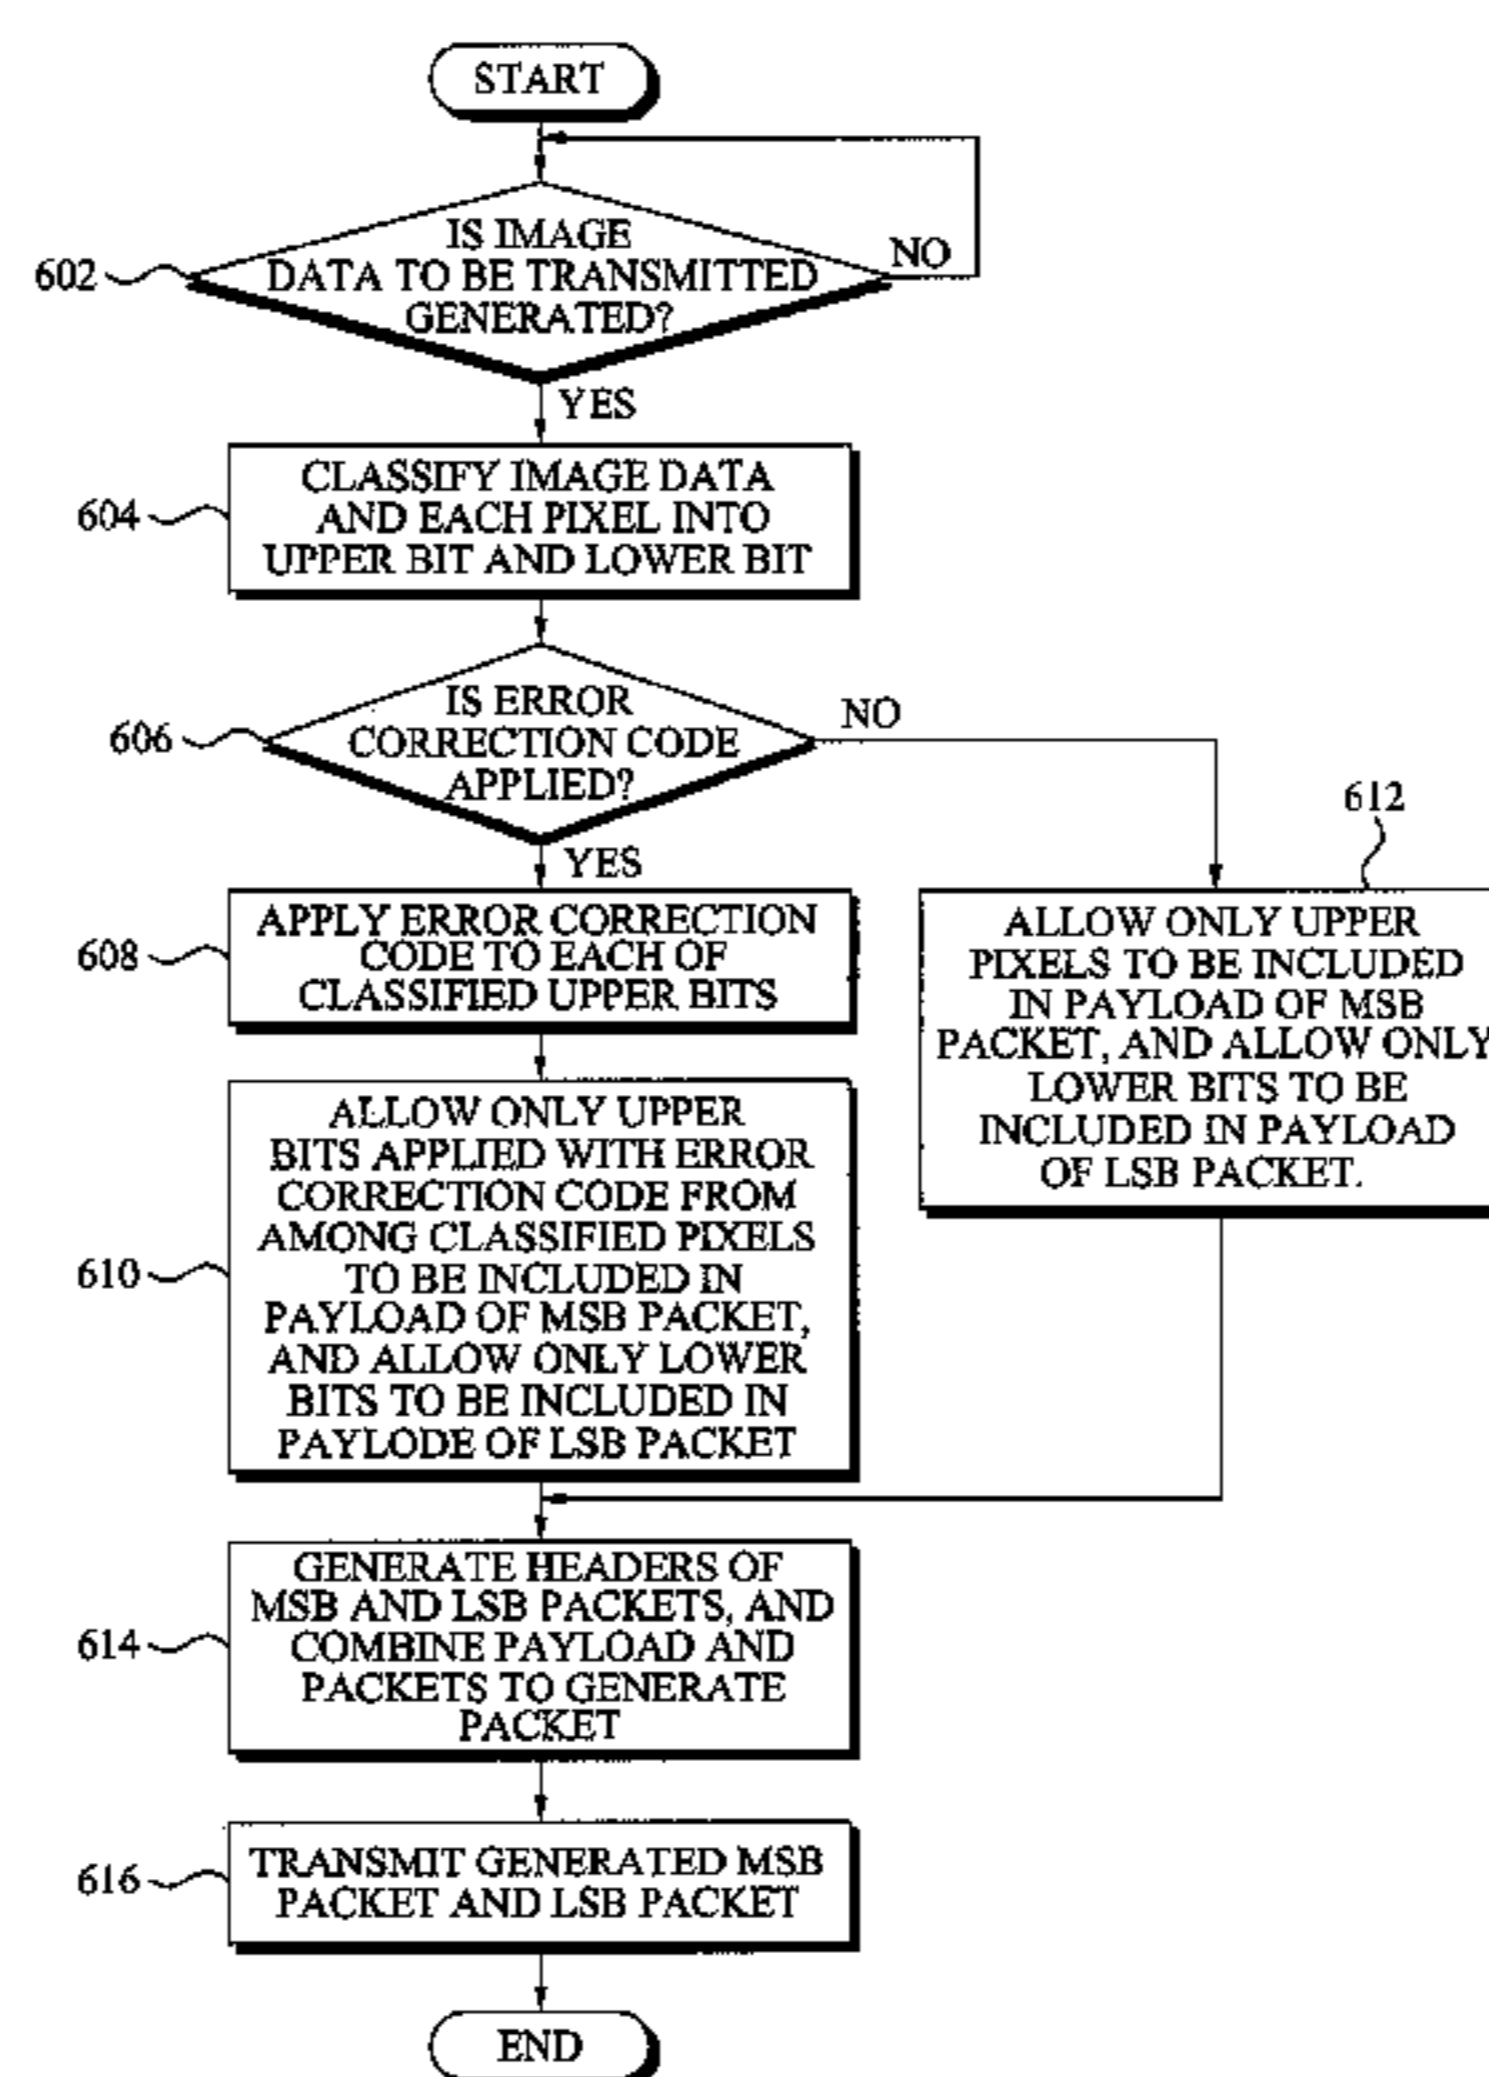 START
IS IMAGE
DATA TO BE TRANSMITTED
GENERATED?
NO
602
YES
CLASSIFY IMAGE DATA
AND EACH PIXEL INTO
UPPER BIT AND LOWER BIT
604
IS ERROR
CORRECTION CODE
APPLIED?
NO
606
YES
612
APPLY ERROR CORRECTION
CODE TO EACH OF
CLASSIFIED UPPER BITS
608
ALLOW ONLY UPPER
PIXELS TO BE INCLUDED
IN PAYLOAD OF MSB
PACKET, AND ALLOW ONLY
LOWER BITS TO BE
INCLUDED IN PAYLOAD
OF LSB PACKET.
ALLOW ONLY UPPER
BITS APPLIED WITH ERROR
CORRECTION CODE FROM
AMONG CLASSIFIED PIXELS
TO BE INCLUDED IN
PAYLOAD OF MSB PACKET,
AND ALLOW ONLY LOWER
BITS TO BE INCLUDED IN
PAYLODE OF LSB PACKET
610
GENERATE HEADERS OF
MSB AND LSB PACKETS, AND
COMBINE PAYLOAD AND
PACKETS TO GENERATE
PACKET
614
TRANSMIT GENERATED MSB
PACKET AND LSB PACKET
616
END